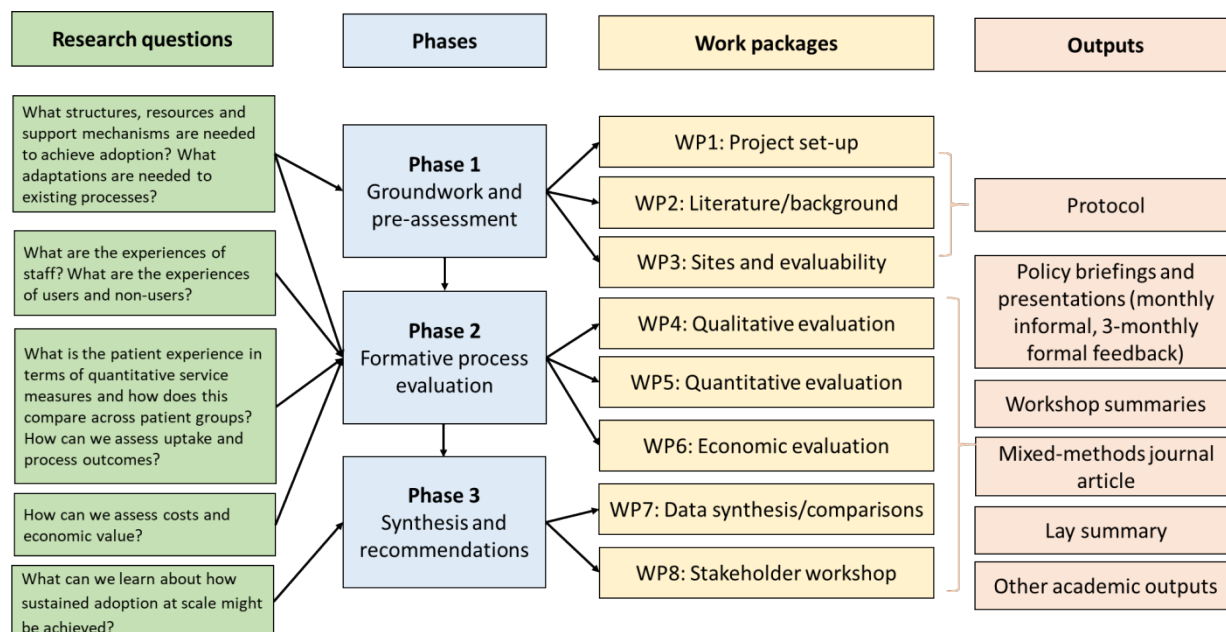 Research questions
Phases
Work packages
Outputs
What structures, resources and
support mechanisms are needed
to achieve adoption? What
adaptations are needed to
existing processes?
What are the experiences of
staff? What are the experiences
of users and non-users?
What is the patient experience in
terms of quantitative service
measures and how does this
compare across patient groups?
How can we assess uptake and
process outcomes?
How can we assess costs and
economic value?
What can we learn about how
sustained adoption at scale might
be achieved?
Phase 1
Groundwork and
pre-assessment
Phase 2
Formative process
evaluation
Phase 3
Synthesis and
recommendations
WP1: Project set-up
WP2: Literature/background
WP3: Sites and evaluability
WP4: Qualitative evaluation
WP5: Quantitative evaluation
WP6: Economic evaluation
WP7: Data synthesis/comparisons
WP8: Stakeholder workshop
Protocol
Policy briefings and
presentations (monthly
informal, 3-monthly
formal feedback)
Workshop summaries
Mixed-methods journal
article
Lay summary
Other academic outputs